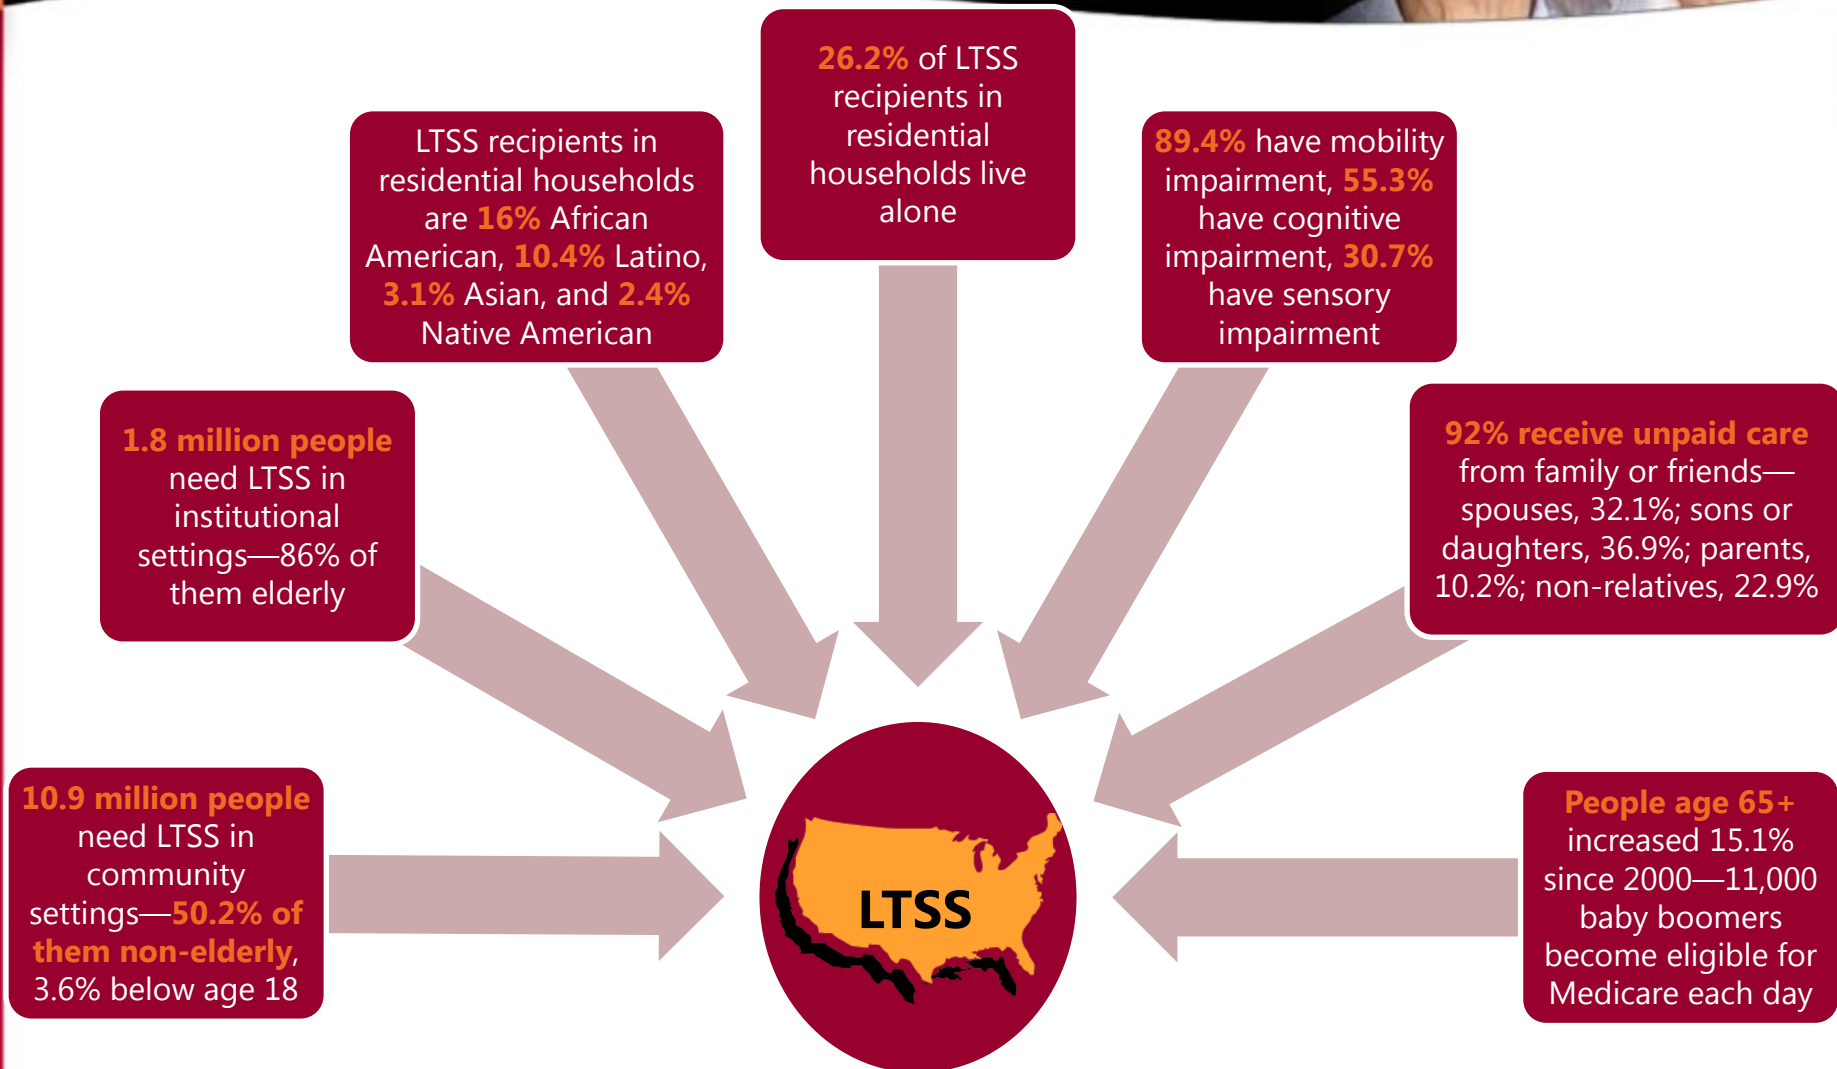 26.2% of LTSS
recipients in
residential
households live
alone
LTSS recipients in
residential households
are 16% African
American, 10.4% Latino,
3.1% Asian, and 2.4%
Native American
89.4% have mobility
impairment, 55.3%
have cognitive
impairment, 30.7%
have sensory
impairment
1.8 million people
need LTSS in
institutional
settings—86% of
them elderly
92% receive unpaid care
from family or friends—
spouses, 32.1%; sons or
daughters, 36.9%; parents,
10.2%; non-relatives, 22.9%
10.9 million people
need LTSS in
community
settings—50.2% of
them non-elderly,
3.6% below age 18
LTSS
People age 65+
increased 15.1%
since 2000—11,000
baby boomers
become eligible for
Medicare each day